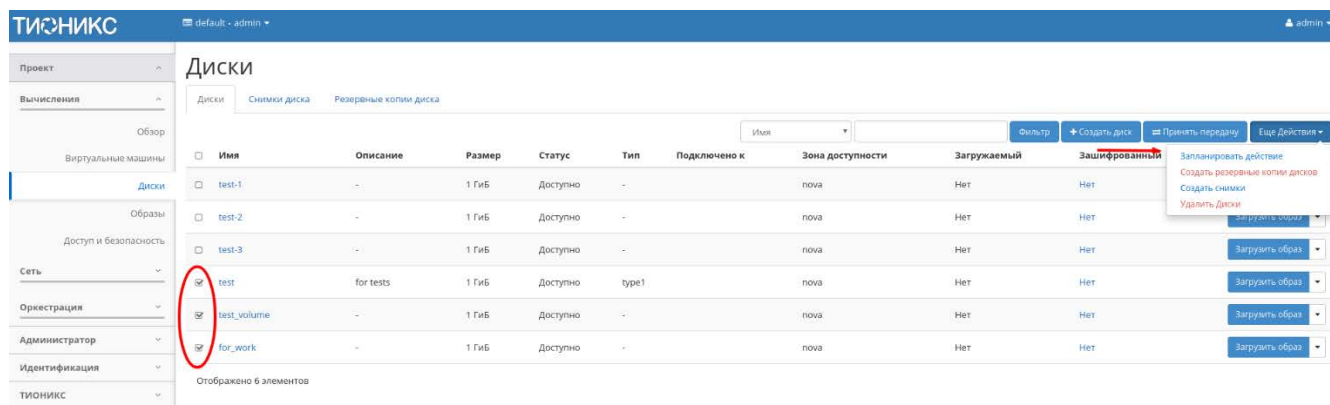 ТИОНИКС default - admin admin
Проект
Вычисления
Обзор
Виртуальные машины
Диски
Образы
Доступ и безопасность
Сеть
Оркестрация
Администратор
Идентификация
ТИОНИКС
Диски
Диски Снимки диска Резервные копии диска
Имя Фильтр + Создать диск Принять передачу Еще Действия
Запланировать действие
Создать резервные копии дисков
Создать снимки
Удалить Диски
Имя Описание Размер Статус Тип Подключено к Зона доступности Загружаемый Зашифрованный
test-1 - 1 ГиБ Доступно - nova Нет Нет
test-2 - 1 ГиБ Доступно - nova Нет Нет Загрузить образ
test-3 - 1 ГиБ Доступно - nova Нет Нет Загрузить образ
test for tests 1 ГиБ Доступно type1 nova Нет Нет Загрузить образ
test_volume - 1 ГиБ Доступно - nova Нет Нет Загрузить образ
for_work - 1 ГиБ Доступно - nova Нет Нет Загрузить образ
Отображено 6 элементов